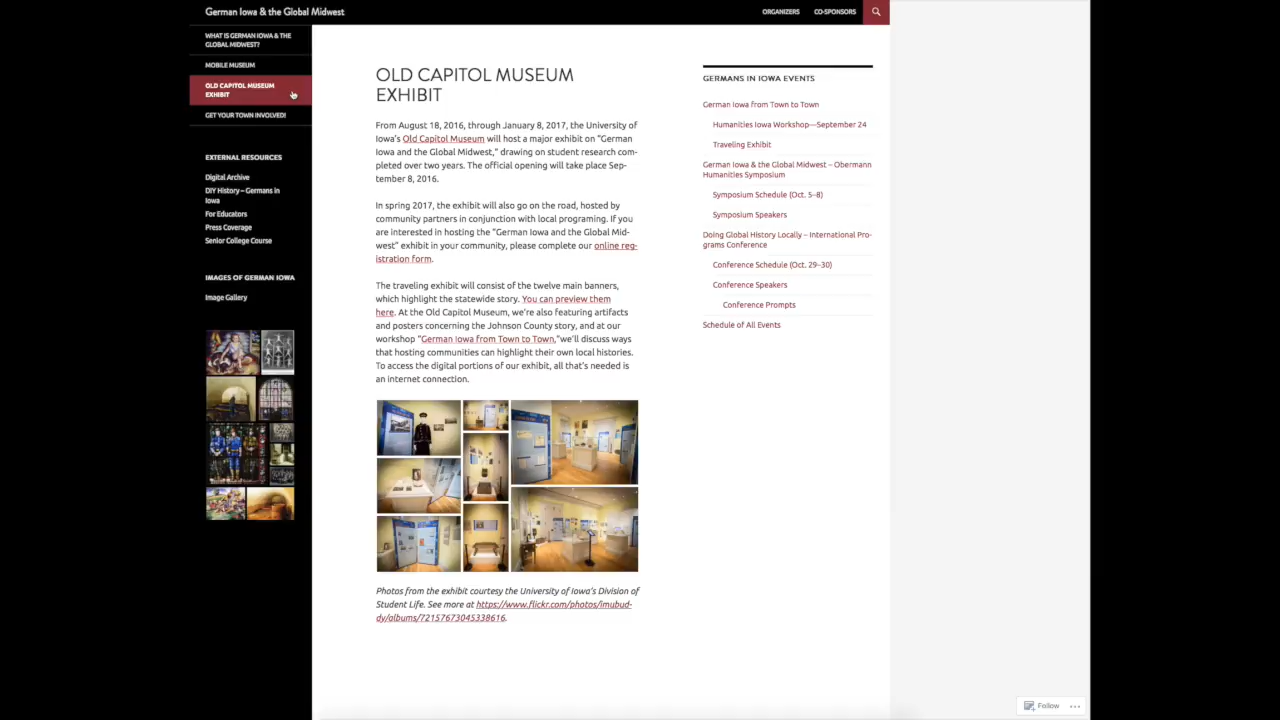 German Iowa & the Global Midwest
ORGANIZERS
CO-SPONSORS
WHAT IS GERMAN IOWA & THE
GLOBAL MIDWEST?
MOBILE MUSEUM
OLD CAPITOL MUSEUM
EXHIBIT
GET YOUR TOWN INVOLVED!
EXTERNAL RESOURCES
Digital Archive
DIY History – Germans in
Iowa
For Educators
Press Coverage
Senior College Course
IMAGES OF GERMAN IOWA
Image Gallery
OLD CAPITOL MUSEUM
EXHIBIT
From August 18, 2016, through January 8, 2017, the University of
Iowa's Old Capitol Museum will host a major exhibit on "German
Iowa and the Global Midwest," drawing on student research com-
pleted over two years. The official opening will take place Sep-
tember 8, 2016.
In spring 2017, the exhibit will also go on the road, hosted by
community partners in conjunction with local programing. If you
are interested in hosting the "German Iowa and the Global Mid-
west" exhibit in your community, please complete our online reg-
istration form.
The traveling exhibit will consist of the twelve main banners,
which highlight the statewide story. You can preview them
here. At the Old Capitol Museum, we're also featuring artifacts
and posters concerning the Johnson County story, and at our
workshop "German Iowa from Town to Town,"we'll discuss ways
that hosting communities can highlight their own local histories.
To access the digital portions of our exhibit, all that's needed is
an internet connection.
Photos from the exhibit courtesy the University of Iowa's Division of
Student Life. See more at https://www.flickr.com/photos/imubud-
dy/albums/72157673045338616.
GERMANS IN IOWA EVENTS
German Iowa from Town to Town
Humanities Iowa Workshop—September 24
Traveling Exhibit
German Iowa & the Global Midwest – Obermann
Humanities Symposium
Symposium Schedule (Oct. 5–8)
Symposium Speakers
Doing Global History Locally – International Pro-
grams Conference
Conference Schedule (Oct. 29–30)
Conference Speakers
Conference Prompts
Schedule of All Events
Follow